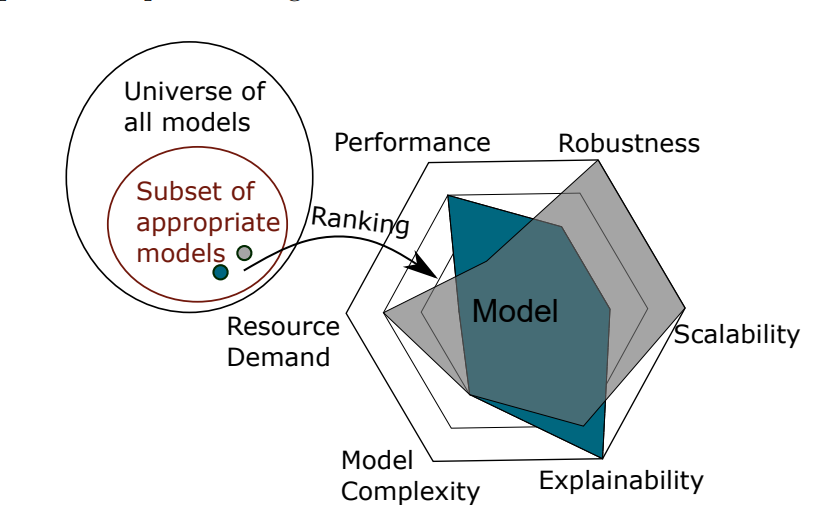 Universe of
all models
Subset of
appropriate
models
Ranking
Performance
Robustness
Resource
Demand
Model
Scalability
Model
Complexity
Explainability